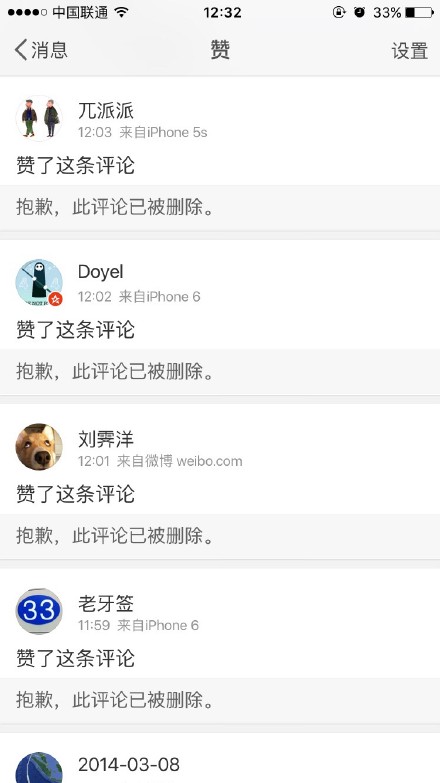 中国联通 12:32 33%
消息 赞 设置
兀派派
12:03 来自iPhone 5s
赞了这条评论
抱歉，此评论已被删除。
Doyel
12:02 来自iPhone 6
赞了这条评论
抱歉，此评论已被删除。
刘霁洋
12:01 来自微博 weibo.com
赞了这条评论
抱歉，此评论已被删除。
33
老牙签
11:59 来自iPhone 6
赞了这条评论
抱歉，此评论已被删除。
2014-03-08